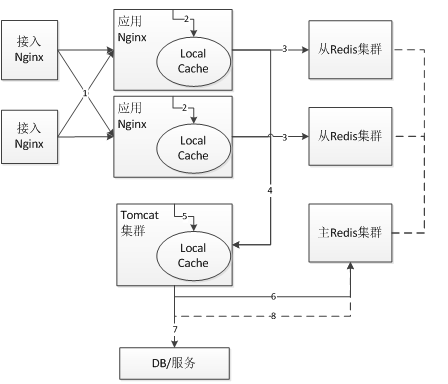 接入
Nginx
应用
Nginx
2
Local
Cache
3
从Redis集群
1
接入
Nginx
应用
Nginx
2
Local
Cache
3
从Redis集群
4
Tomcat
集群
5
Local
Cache
主Redis集群
6
8
7
DB/服务